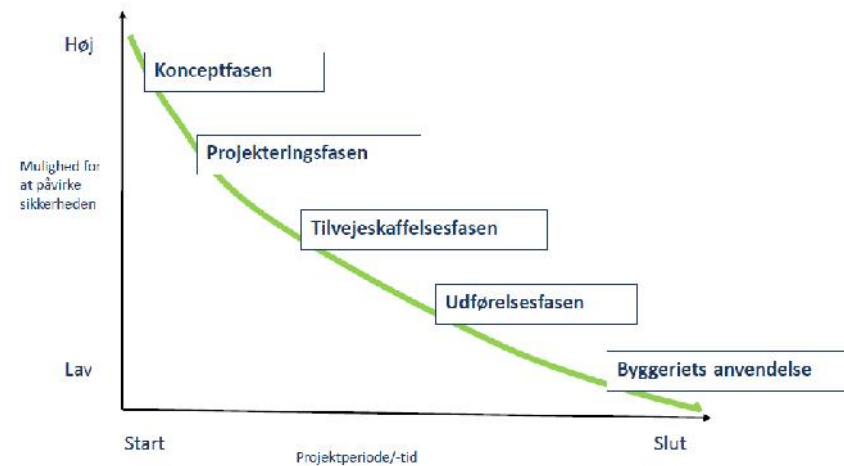 Høj
Konceptfasen
Projekteringsfasen
Mulighed for
at påvirke
sikkerheden
Tilvejeskaffelsesfasen
Udførelsesfasen
Lav
Byggeriets anvendelse
Start
Slut
Projektperiode/-tid